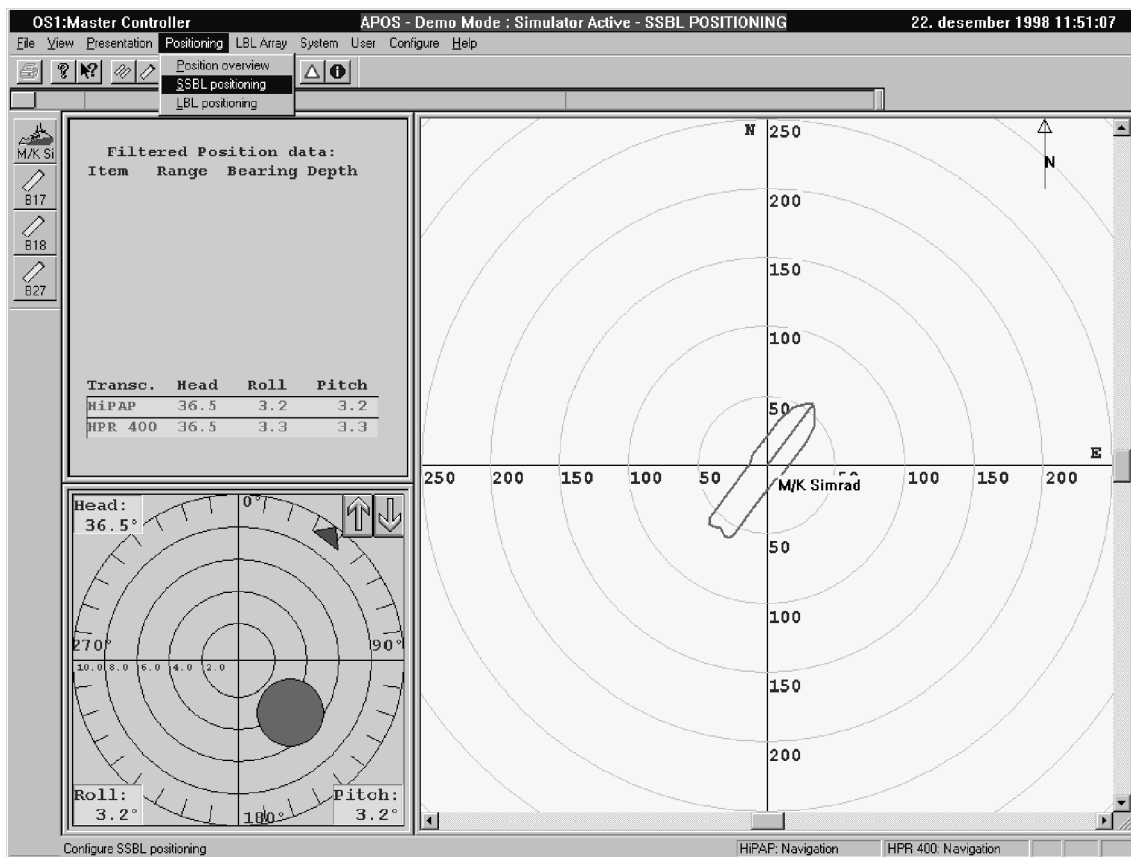 OS1:Master Controller APOS - Demo Mode : Simulator Active - SSBL POSITIONING 22. desember 1998 11:51:07
File View Presentation Positioning LBL Array System User Configure Help
Position overview
SSBL positioning
LBL positioning
M/K Si
B17
B18
B27
Filtered Position data:
Item Range Bearing Depth
Transc. Head Roll Pitch
HiPAP 36.5 3.2 3.2
HPR 400 36.5 3.3 3.3
Head:
36.5°
0°
270°
90°
10.0 8.0 6.0 4.0 2.0
Roll:
3.2°
180°
Pitch:
3.2°
N 250
N
200
150
100
50
E
250 200 150 100 50 100 150 200
M/K Simrad
50
100
150
200
Configure SSBL positioning HiPAP: Navigation HPR 400: Navigation